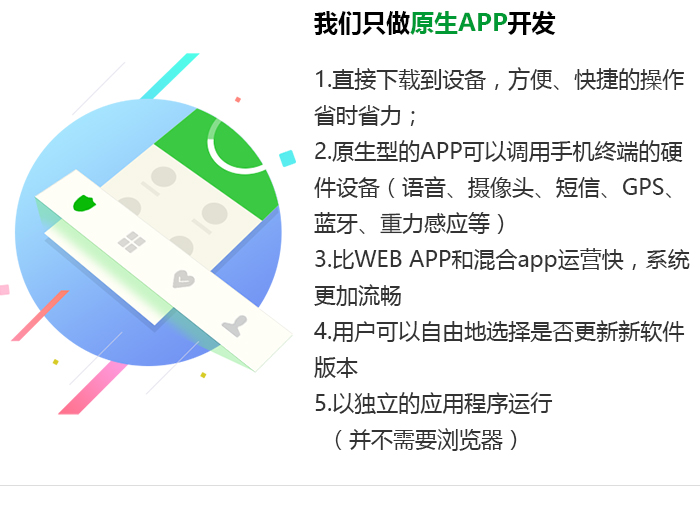 我们只做原生APP开发
1.直接下载到设备，方便、快捷的操作
省时省力；
2.原生型的APP可以调用手机终端的硬
件设备（语音、摄像头、短信、GPS、
蓝牙、重力感应等）
3.比WEB APP和混合app运营快，系统
更加流畅
4.用户可以自由地选择是否更新新软件
版本
5.以独立的应用程序运行
（并不需要浏览器）